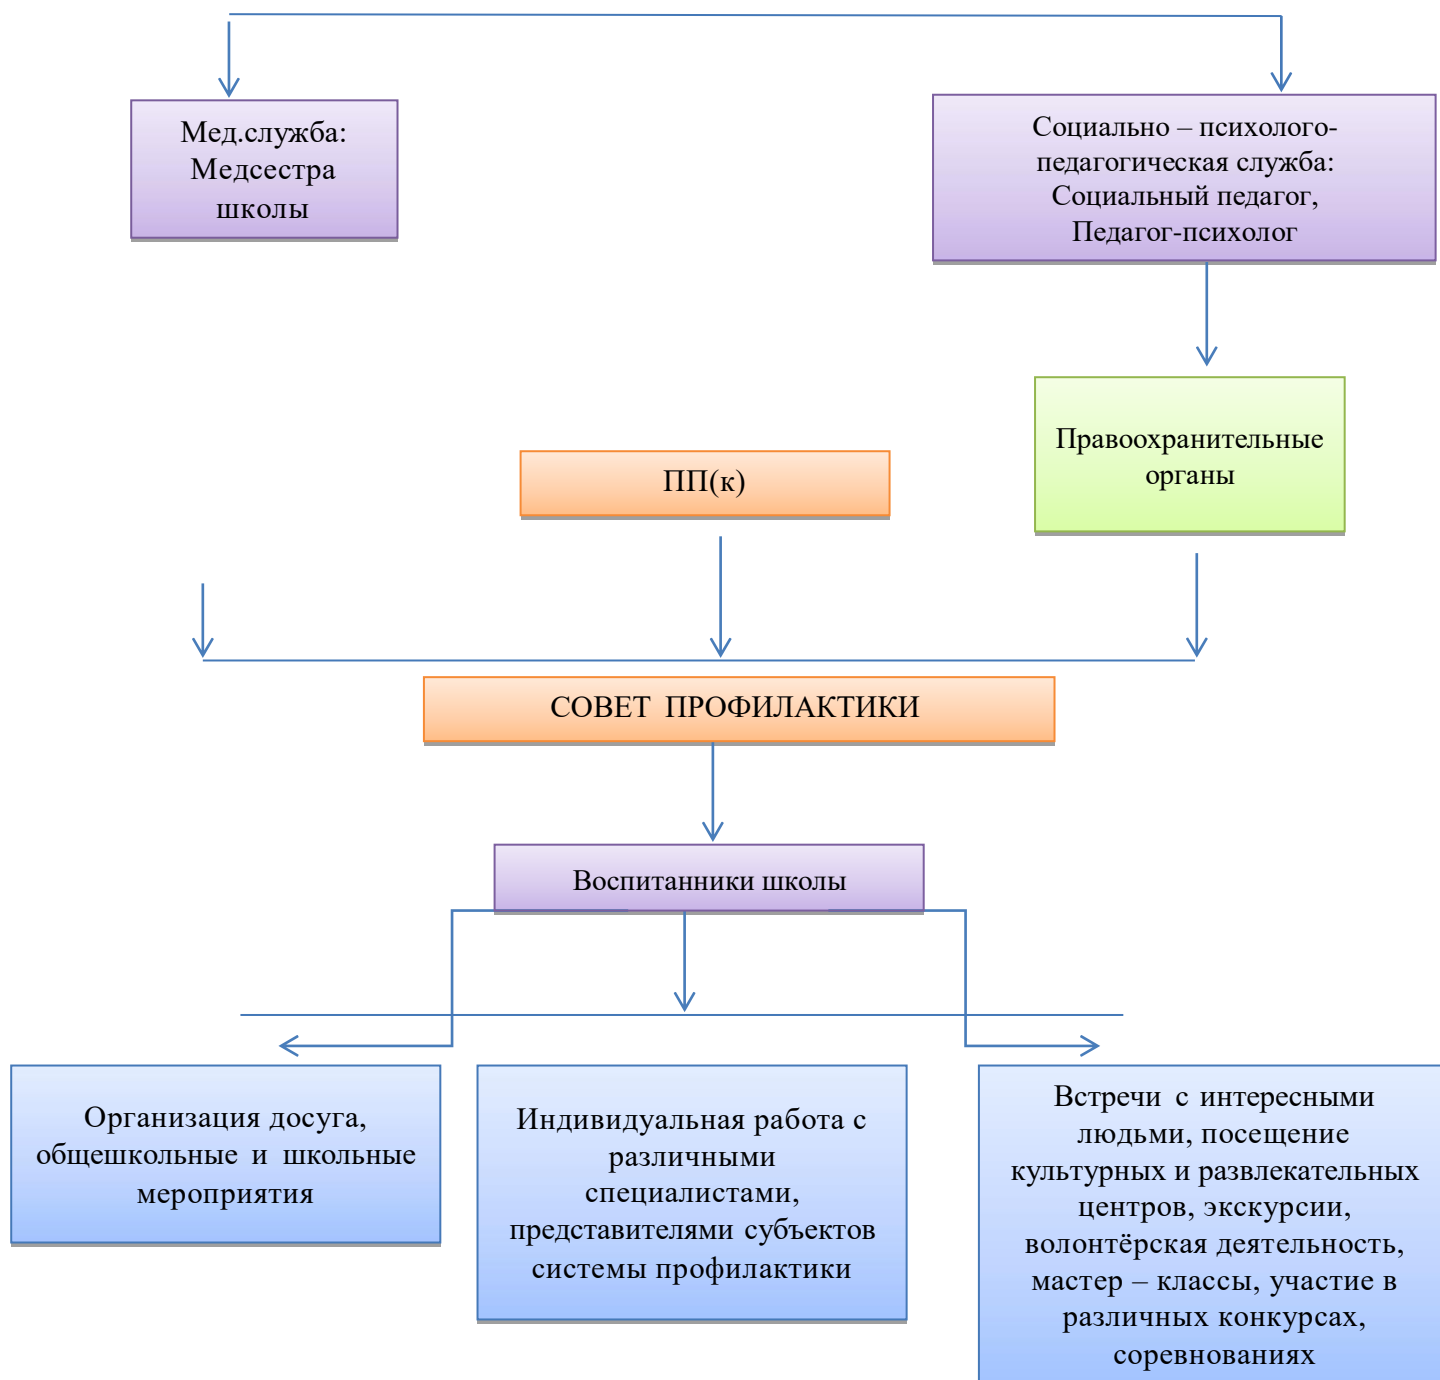 Мед.служба:
Медсестра
школы
Социально – психолого-
педагогическая служба:
Социальный педагог,
Педагог-психолог
Правоохранительные
органы
ПП(к)
СОВЕТ ПРОФИЛАКТИКИ
Воспитанники школы
Организация досуга,
общешкольные и школьные
мероприятия
Индивидуальная работа с
различными
специалистами,
представителями субъектов
системы профилактики
Встречи с интересными
людьми, посещение
культурных и развлекательных
центров, экскурсии,
волонтёрская деятельность,
мастер – классы, участие в
различных конкурсах,
соревнованиях